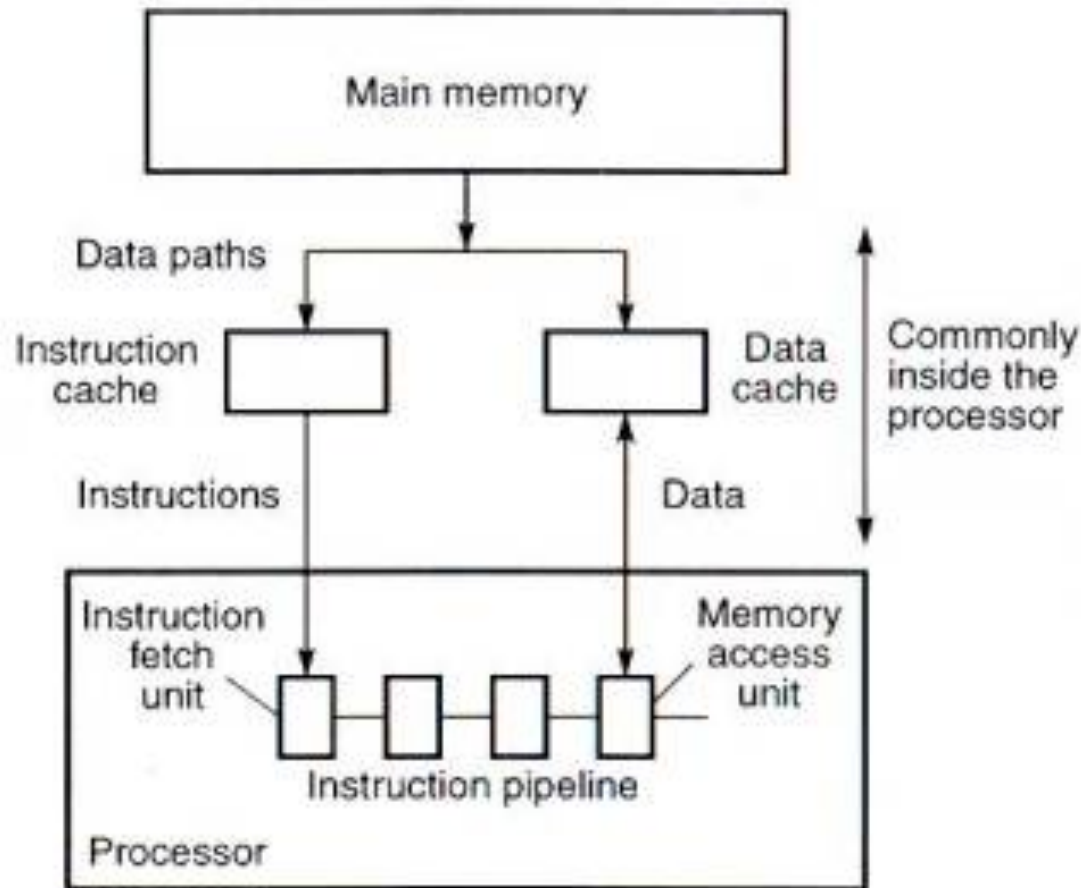 Main memory
Data paths
Instruction
cache
Data
cache
Commonly
inside the
processor
Instructions
Data
Instruction
fetch
unit
Memory
access
unit
Instruction pipeline
Processor